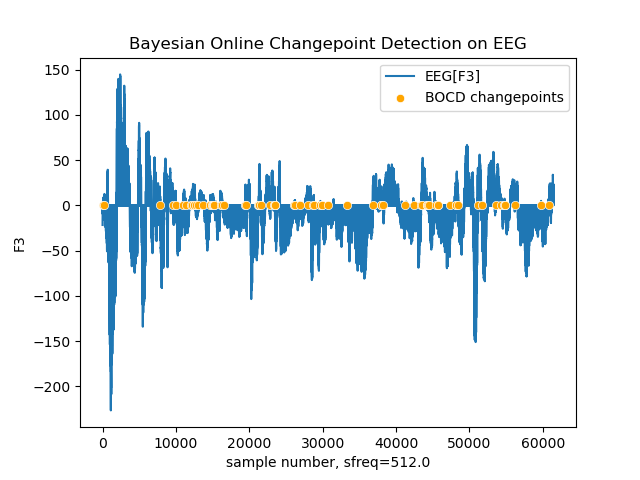 Bayesian Online Changepoint Detection on EEG
EEG[F3]
BOCD changepoints
150
100
50
0
−50
−100
−150
−200
F3
0 10000 20000 30000 40000 50000 60000
sample number, sfreq=512.0